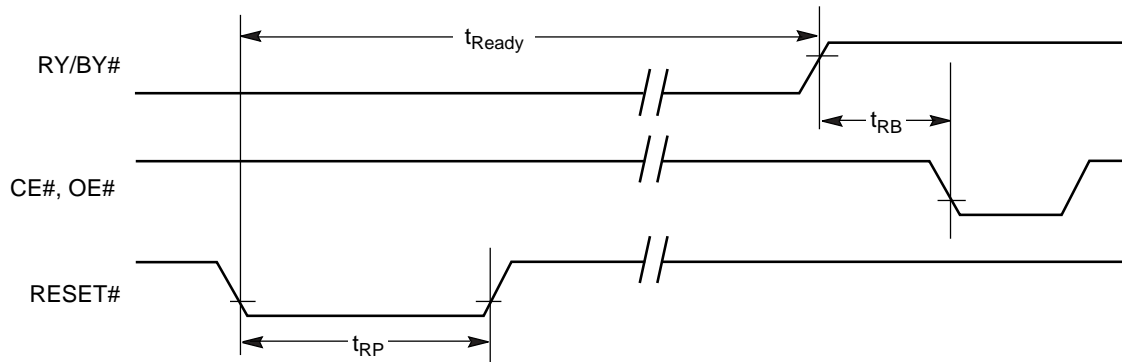 tReady
RY/BY#
tRB
CE#, OE#
RESET#
tRP